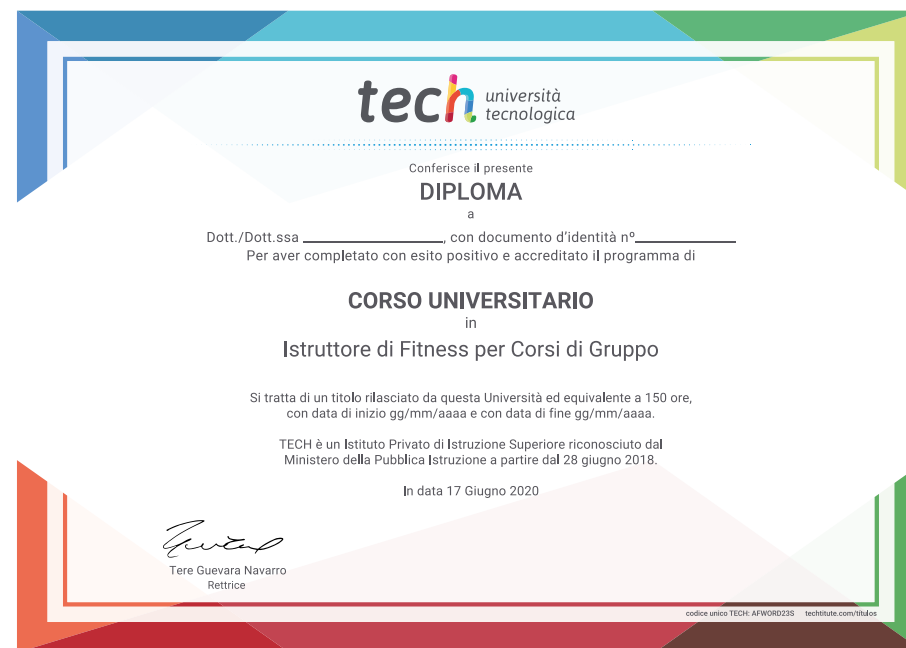 tech università
tecnologica
Conferisce il presente
DIPLOMA
a
Dott./Dott.ssa ____________________, con documento d'identità nº______________
Per aver completato con esito positivo e accreditato il programma di
CORSO UNIVERSITARIO
in
Istruttore di Fitness per Corsi di Gruppo
Si tratta di un titolo rilasciato da questa Università ed equivalente a 150 ore,
con data di inizio gg/mm/aaaa e con data di fine gg/mm/aaaa.
TECH è un Istituto Privato di Istruzione Superiore riconosciuto dal
Ministero della Pubblica Istruzione a partire dal 28 giugno 2018.
In data 17 Giugno 2020
Tere Guevara Navarro
Rettrice
codice unico TECH: AFWORD23S techtitute.com/títulos